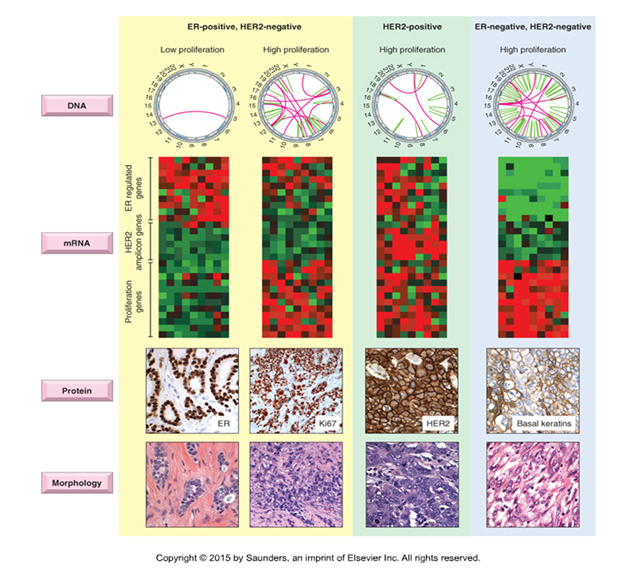 ER-positive, HER2-negative
HER2-positive
ER-negative, HER2-negative
Low proliferation
High proliferation
High proliferation
High proliferation
DNA
mRNA
ER regulated
genes
HER2
amplicon genes
Proliferation
genes
Protein
ER
Ki67
HER2
Basal keratins
Morphology
Copyright © 2015 by Saunders, an imprint of Elsevier Inc. All rights reserved.